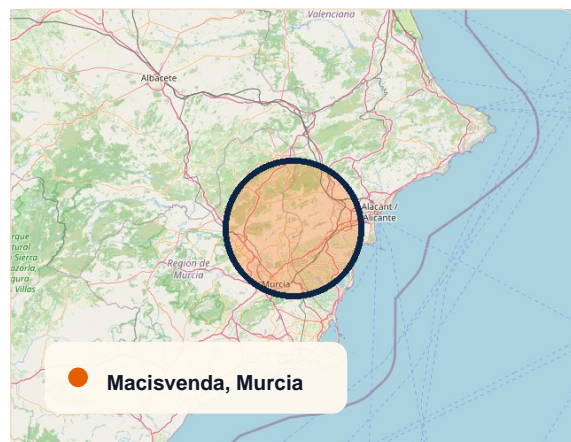 Valenciana
Albacete
Alacant /
Alicante
Región de
Murcia
Murcia
Macisvenda, Murcia